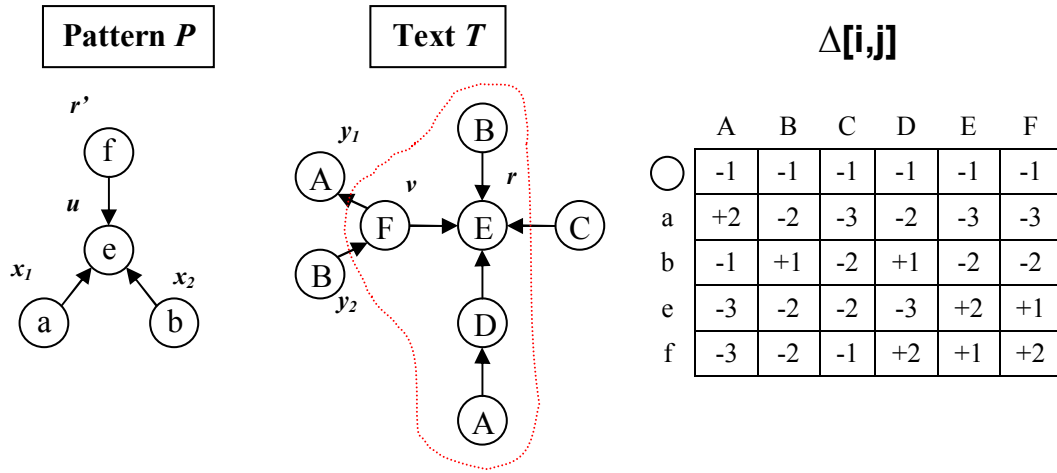 Pattern P
Text T
Δ[i,j]
r'
f
u
e
x1
x2
a
b
B
y1
A
v
r
F
E
C
B
y2
D
A
A B C D E F
-1 -1 -1 -1 -1 -1
a +2 -2 -3 -2 -3 -3
b -1 +1 -2 +1 -2 -2
e -3 -2 -2 -3 +2 +1
f -3 -2 -1 +2 +1 +2